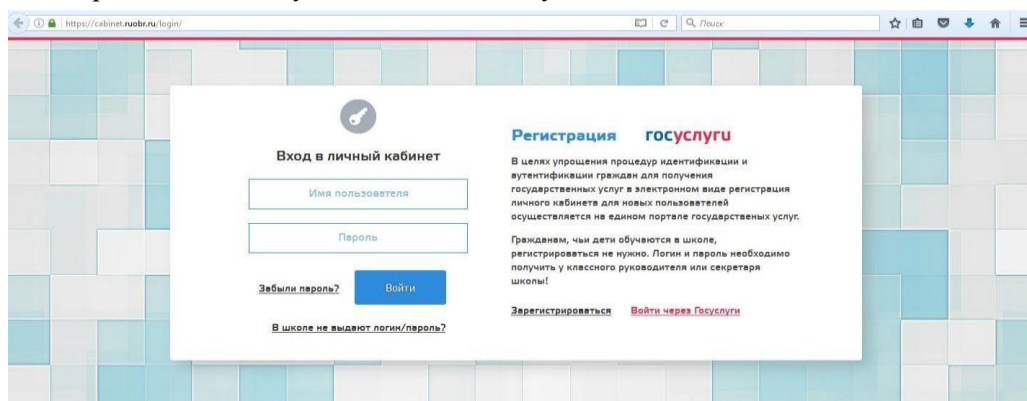 https://cabinet.ruobr.ru/login/
Поиск
Вход в личный кабинет
Имя пользователя
Пароль
Забыли пароль?
Войти
В школе не выдают логин/пароль?
Регистрация
госуслуги
В целях упрощения процедур идентификации и
аутентификации граждан для получения
государственных услуг в электронном виде регистрация
личного кабинета для новых пользователей
осуществляется на едином портале государственых услуг.
Гражданам, чьи дети обучаются в школе,
регистрироваться не нужно. Логин и пароль необходимо
получить у классного руководителя или секретаря
школы!
Зарегистрироваться
Войти через Госуслуги